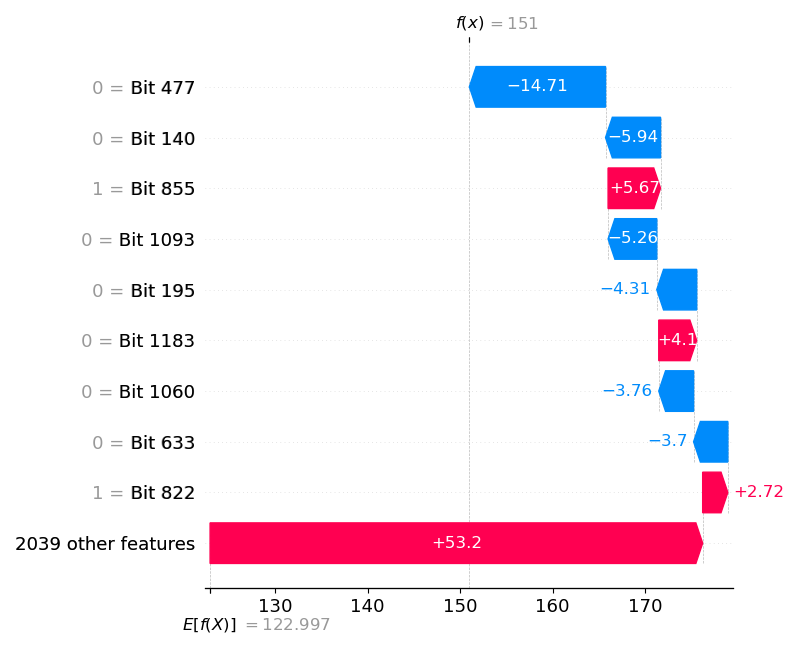 f(x) = 151
0 = Bit 477 −14.71
0 = Bit 140 −5.94
1 = Bit 855 +5.67
0 = Bit 1093 −5.26
0 = Bit 195 −4.31
0 = Bit 1183 +4.1
0 = Bit 1060 −3.76
0 = Bit 633 −3.7
1 = Bit 822 +2.72
2039 other features +53.2
130 140 150 160 170
E[f(X)] = 122.997